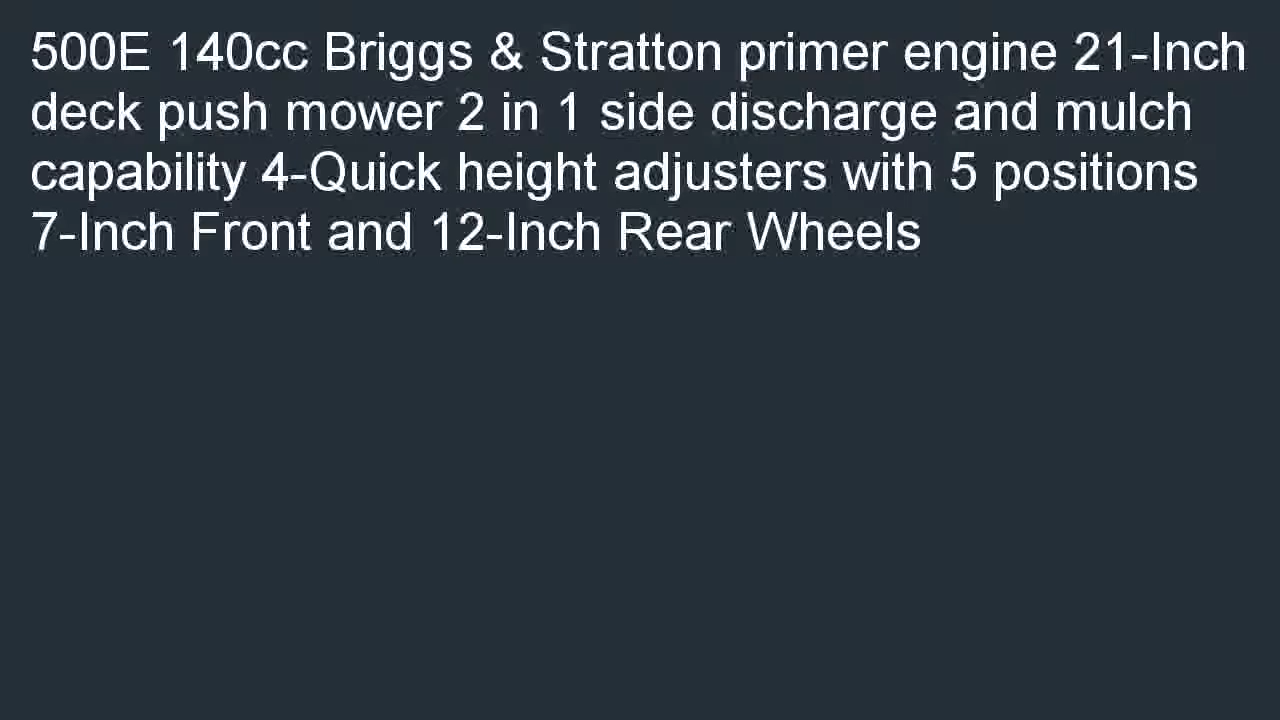 500E 140cc Briggs & Stratton primer engine 21-Inch
deck push mower 2 in 1 side discharge and mulch
capability 4-Quick height adjusters with 5 positions
7-Inch Front and 12-Inch Rear Wheels